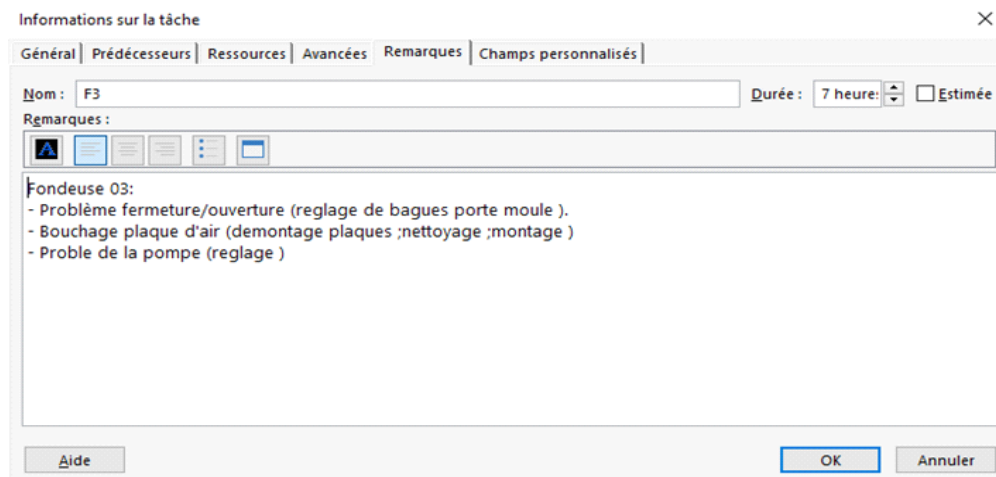 Informations sur la tâche
Général Prédécesseurs Ressources Avancées Remarques Champs personnalisés
Nom : F3 Durée : 7 heure: Estimée
Remarques :
A
Fondeuse 03:
- Problème fermeture/ouverture (reglage de bagues porte moule ).
- Bouchage plaque d'air (demontage plaques ;nettoyage ;montage )
- Proble de la pompe (reglage )
Aide OK Annuler